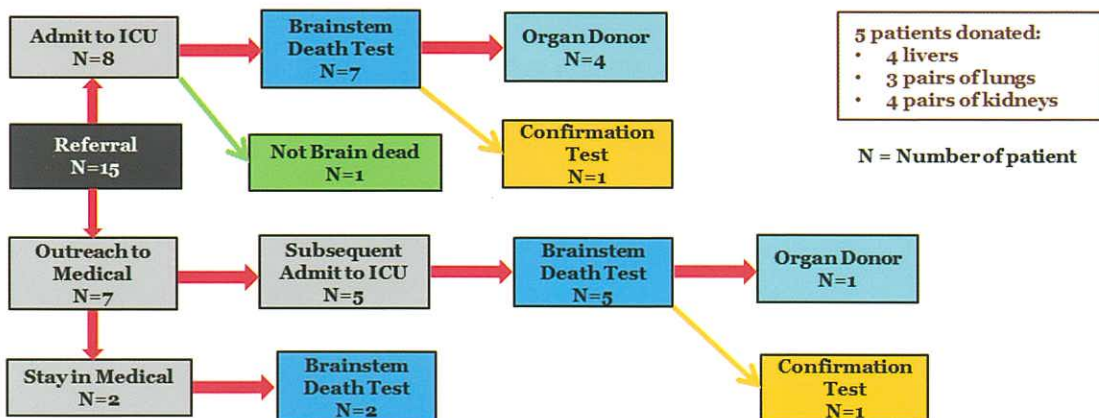 Admit to ICU
N=8
Brainstem
Death Test
N=7
Organ Donor
N=4
5 patients donated:
• 4 livers
• 3 pairs of lungs
• 4 pairs of kidneys
Referral
N=15
Not Brain dead
N=1
Confirmation
Test
N=1
N = Number of patient
Outreach to
Medical
N=7
Subsequent
Admit to ICU
N=5
Brainstem
Death Test
N=5
Organ Donor
N=1
Stay in Medical
N=2
Brainstem
Death Test
N=2
Confirmation
Test
N=1